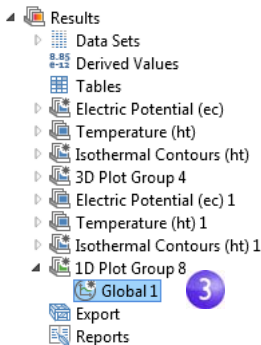 Results
Data Sets
8.85
e-12
Derived Values
Tables
Electric Potential (ec)
Temperature (ht)
Isothermal Contours (ht)
3D Plot Group 4
Electric Potential (ec) 1
Temperature (ht) 1
Isothermal Contours (ht) 1
1D Plot Group 8
Global 1
3
Export
Reports